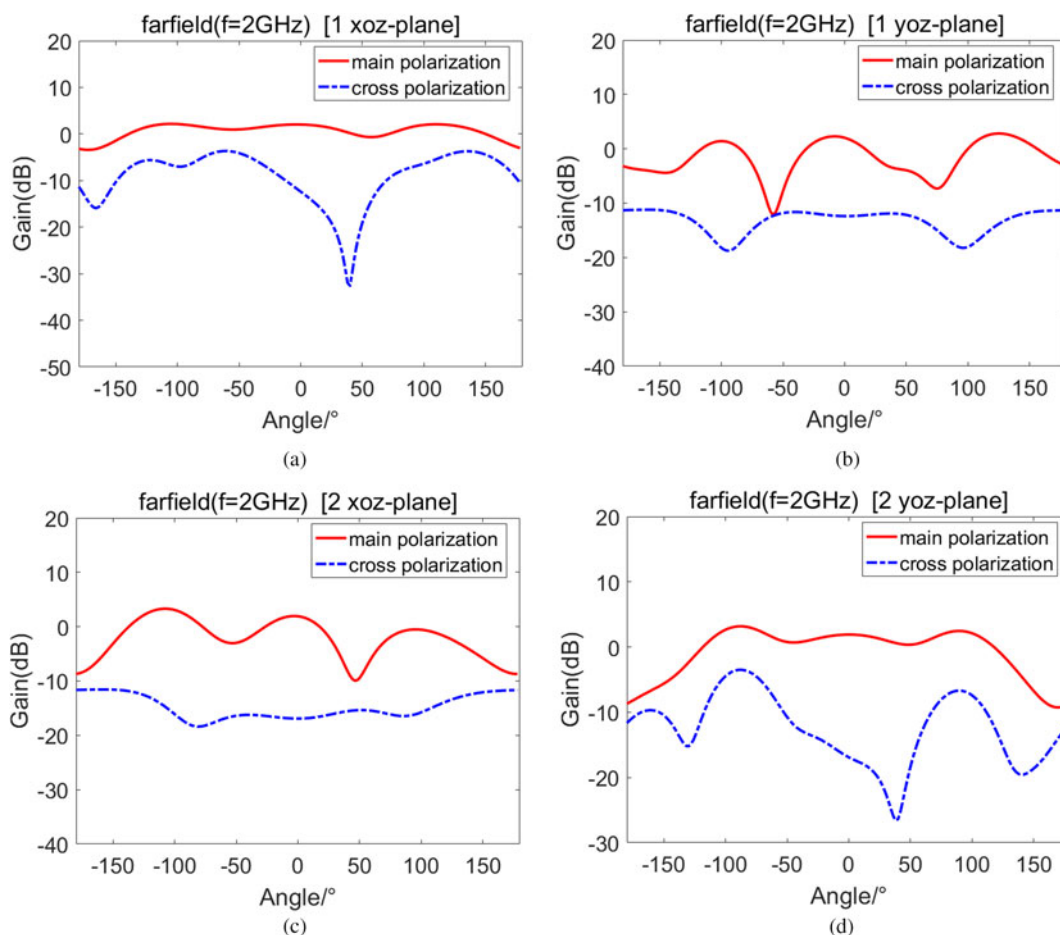 farfield(f=2GHz) [1 xoz-plane]
main polarization
cross polarization
20
10
0
-10
-20
-30
-40
-50
Gain(dB)
-150 -100 -50 0 50 100 150
Angle/°
(a)
farfield(f=2GHz) [1 yoz-plane]
main polarization
cross polarization
20
10
0
-10
-20
-30
-40
Gain(dB)
-150 -100 -50 0 50 100 150
Angle/°
(b)
farfield(f=2GHz) [2 xoz-plane]
main polarization
cross polarization
20
10
0
-10
-20
-30
-40
Gain(dB)
-150 -100 -50 0 50 100 150
Angle/°
(c)
farfield(f=2GHz) [2 yoz-plane]
main polarization
cross polarization
20
10
0
-10
-20
-30
Gain(dB)
-150 -100 -50 0 50 100 150
Angle/°
(d)